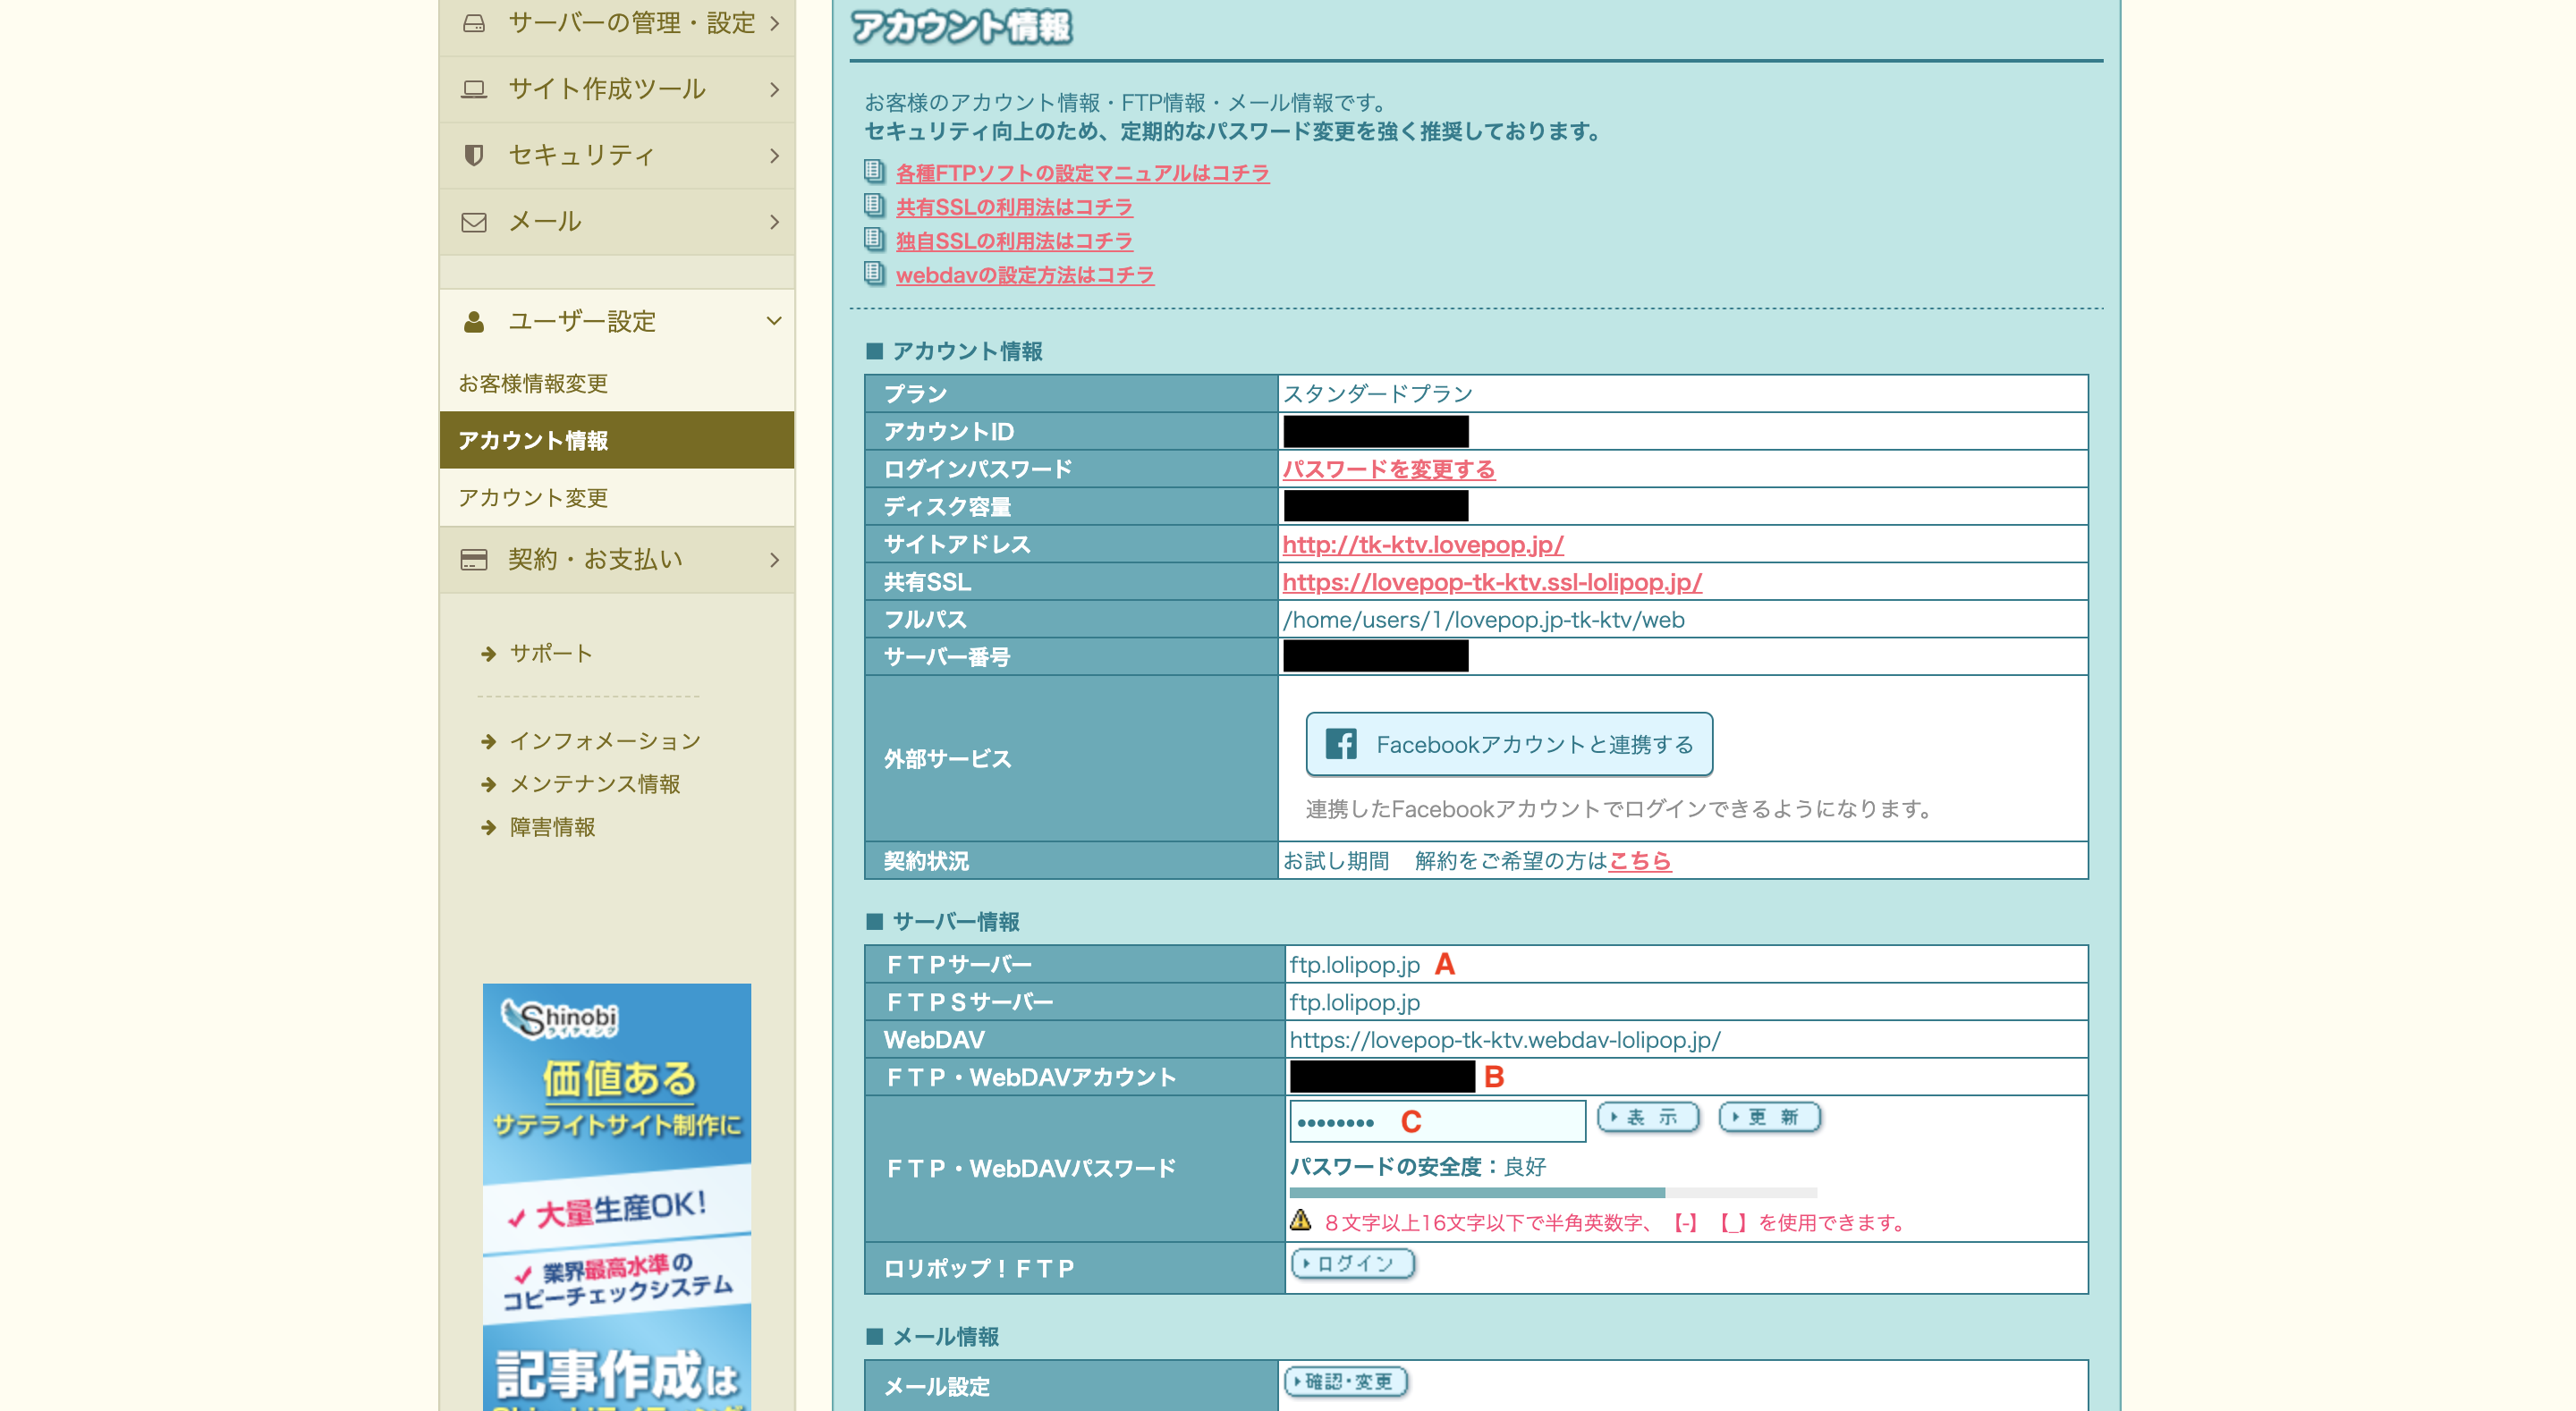 サーバーの管理・設定
サイト作成ツール
セキュリティ
メール
ユーザー設定
お客様情報変更
アカウント情報
アカウント変更
契約・お支払い
サポート
インフォメーション
メンテナンス情報
障害情報
Shinobi
ライティング
価値ある
サテライトサイト制作に
大量生産OK!
業界最高水準の
コピーチェックシステム
記事作成は
アカウント情報
お客様のアカウント情報・FTP情報・メール情報です。
セキュリティ向上のため、定期的なパスワード変更を強く推奨しております。
各種FTPソフトの設定マニュアルはコチラ
共有SSLの利用法はコチラ
独自SSLの利用法はコチラ
webdavの設定方法はコチラ
■ アカウント情報
プラン スタンダードプラン
アカウントID
ログインパスワード パスワードを変更する
ディスク容量
サイトアドレス http://tk-ktv.lovepop.jp/
共有SSL https://lovepop-tk-ktv.ssl-lolipop.jp/
フルパス /home/users/1/lovepop.jp-tk-ktv/web
サーバー番号
外部サービス Facebookアカウントと連携する
連携したFacebookアカウントでログインできるようになります。
契約状況 お試し期間 解約をご希望の方はこちら
■ サーバー情報
ＦＴＰサーバー ftp.lolipop.jp A
ＦＴＰＳサーバー ftp.lolipop.jp
WebDAV https://lovepop-tk-ktv.webdav-lolipop.jp/
ＦＴＰ・WebDAVアカウント B
ＦＴＰ・WebDAVパスワード •••••••• C 表示 更新
パスワードの安全度：良好
８文字以上16文字以下で半角英数字、【-】【_】を使用できます。
ロリポップ！ＦＴＰ ログイン
■ メール情報
メール設定 確認・変更